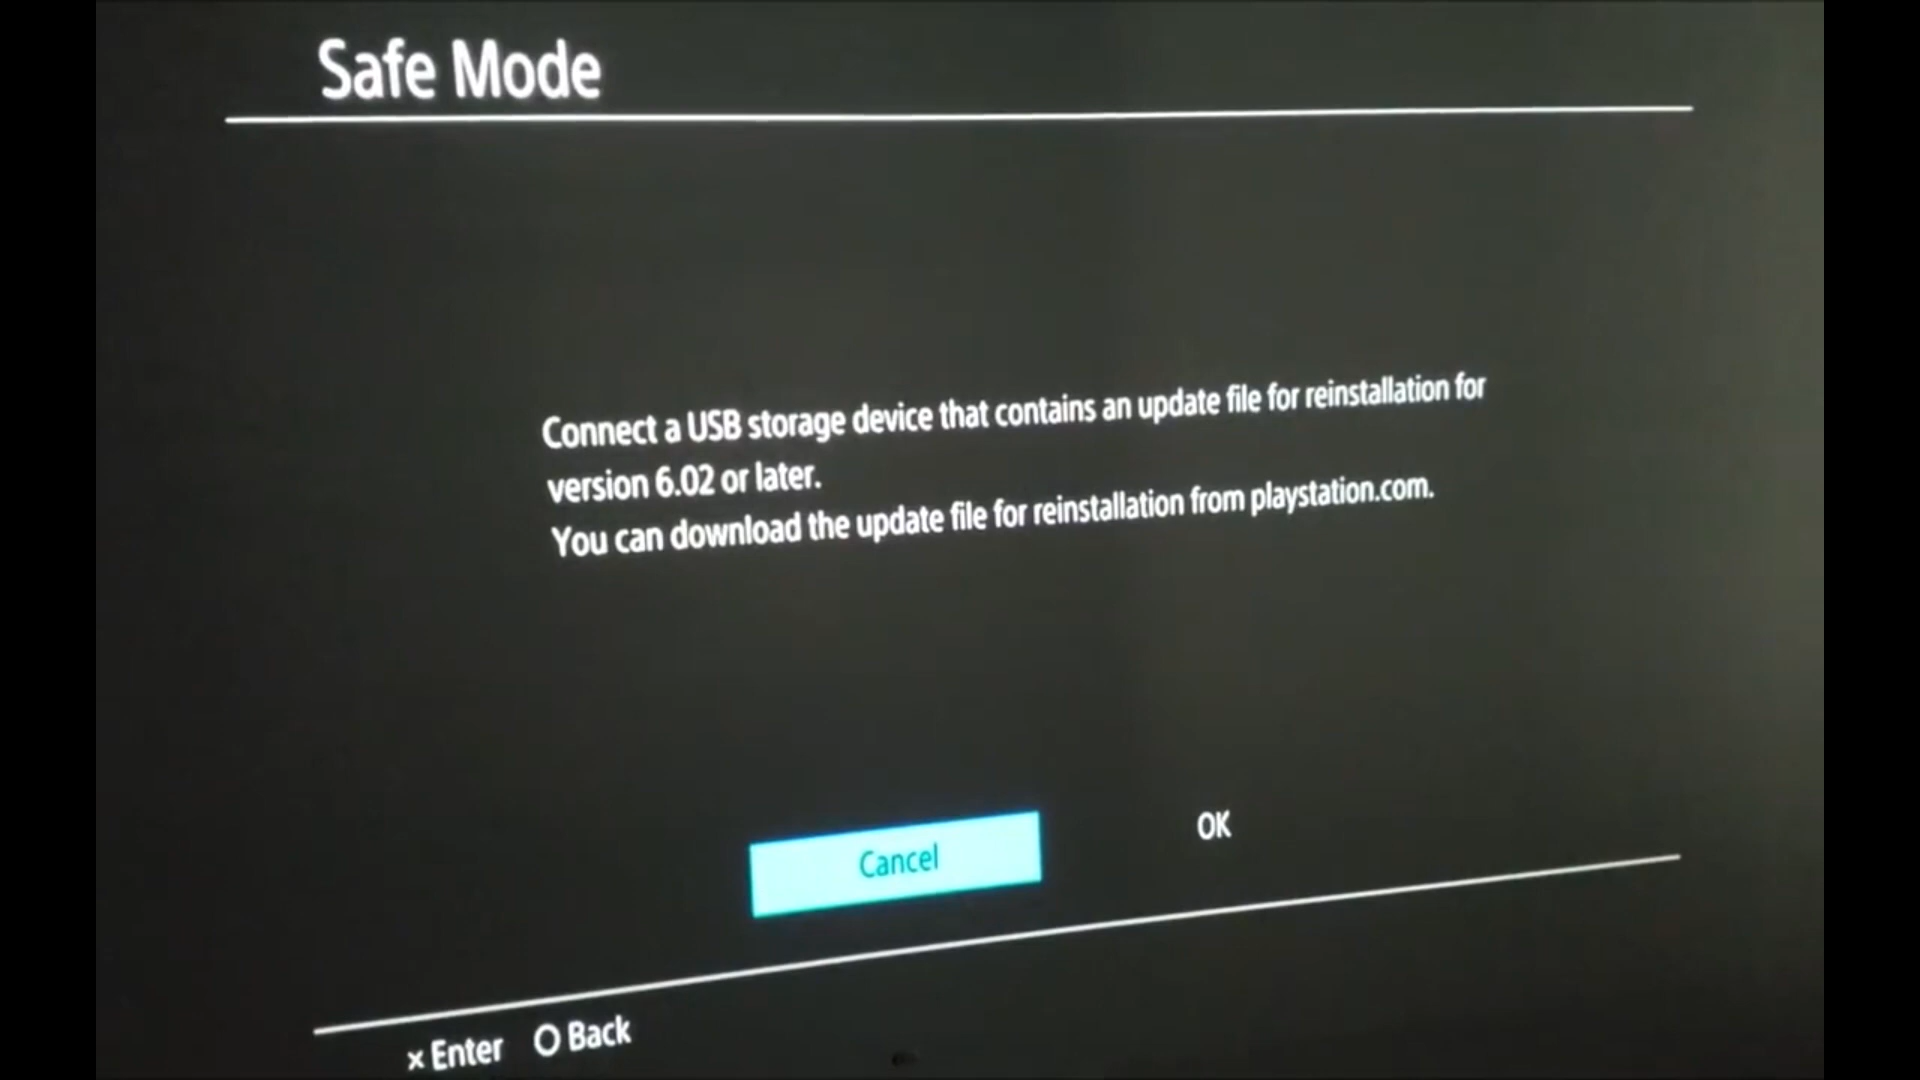 Safe Mode
Connect a USB storage device that contains an update file for reinstallation for
version 6.02 or later.
You can download the update file for reinstallation from playstation.com.
Cancel
OK
× Enter ○ Back